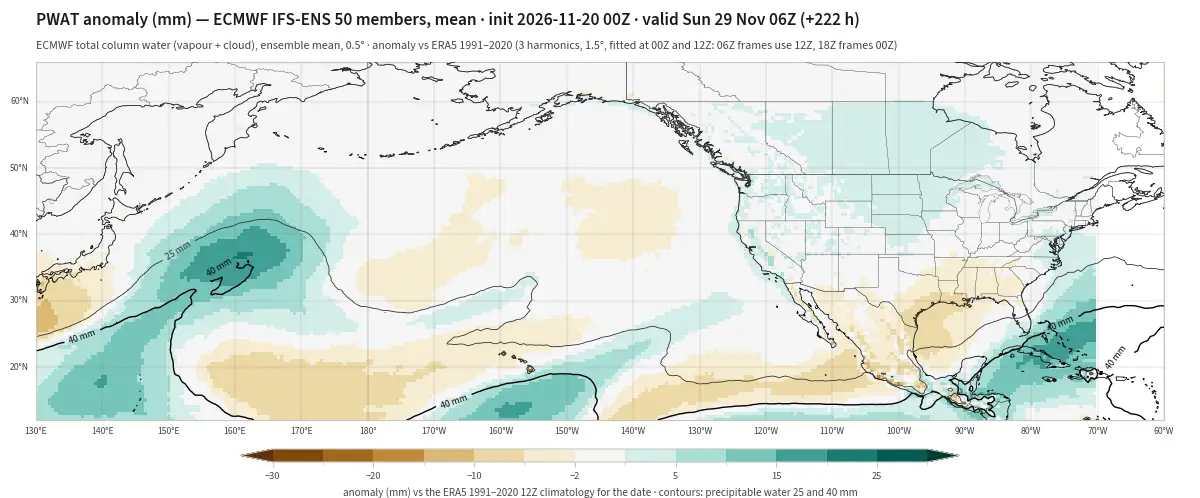 PWAT anomaly (mm) — ECMWF IFS-ENS 50 members, mean · init 2026-11-20 00Z · valid Sun 29 Nov 06Z (+222 h)
ECMWF total column water (vapour + cloud), ensemble mean, 0.5° · anomaly vs ERA5 1991–2020 (3 harmonics, 1.5°, fitted at 00Z and 12Z: 06Z frames use 12Z, 18Z frames 00Z)
60°N
50°N
40°N
25 mm
40 mm
30°N
40 mm
40 mm
40 mm
20°N
40 mm
130°E 140°E 150°E 160°E 170°E 180° 170°W 160°W 150°W 140°W 130°W 120°W 110°W 100°W 90°W 80°W 70°W 60°W
−30 −20 −10 −2 5 15 25
anomaly (mm) vs the ERA5 1991–2020 12Z climatology for the date · contours: precipitable water 25 and 40 mm